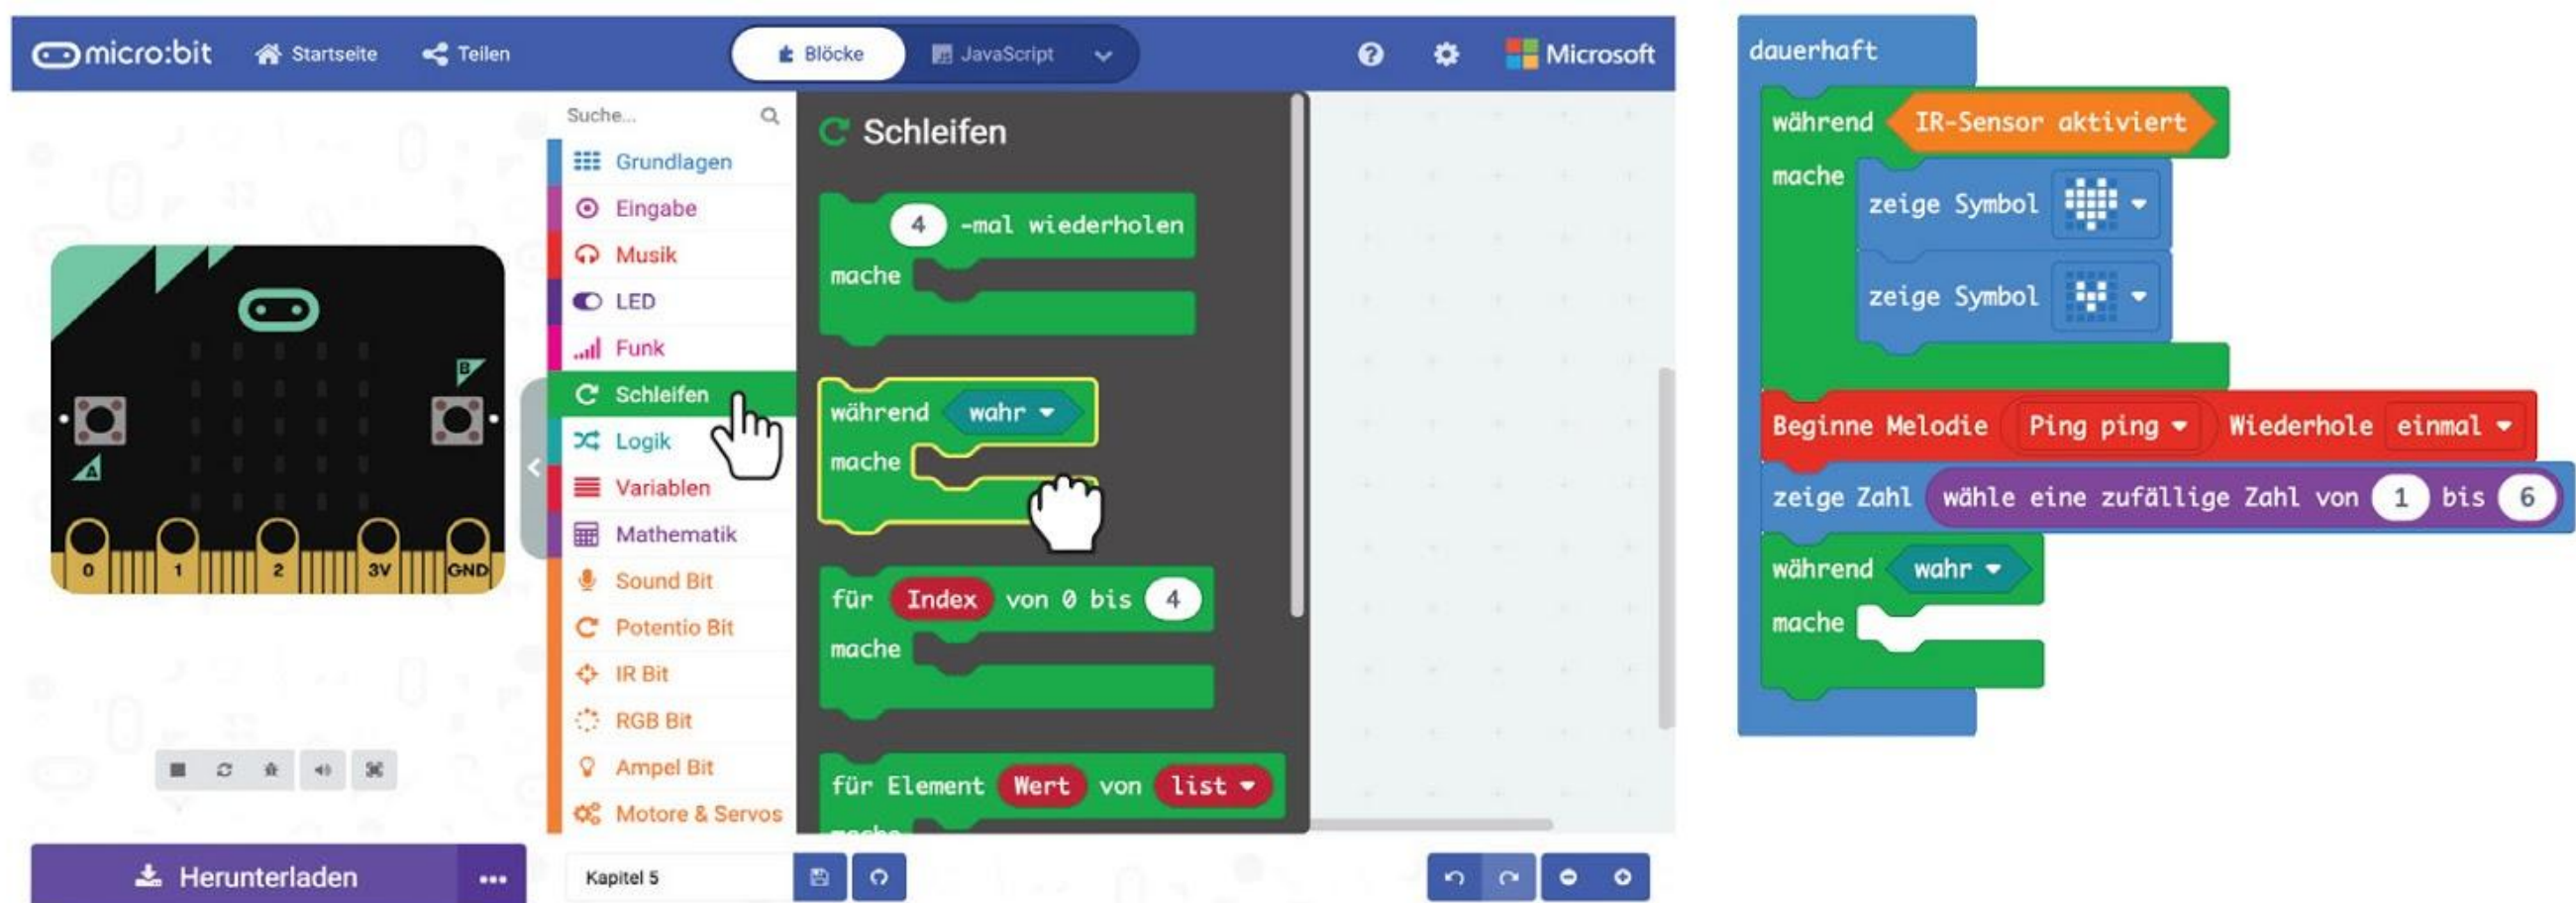 micro:bit Startseite Teilen Blöcke JavaScript Microsoft
Suche...
Grundlagen
Eingabe
Musik
LED
Funk
Schleifen
Logik
Variablen
Mathematik
Sound Bit
Potentio Bit
IR Bit
RGB Bit
Ampel Bit
Motore & Servos
Schleifen
4 -mal wiederholen
mache
während wahr
mache
für Index von 0 bis 4
mache
für Element Wert von list
mache
B
A
0 1 2 3V GND
Herunterladen ...
Kapitel 5
dauerhaft
während IR-Sensor aktiviert
mache
zeige Symbol
zeige Symbol
Beginne Melodie Ping ping Wiederhole einmal
zeige Zahl wähle eine zufällige Zahl von 1 bis 6
während wahr
mache